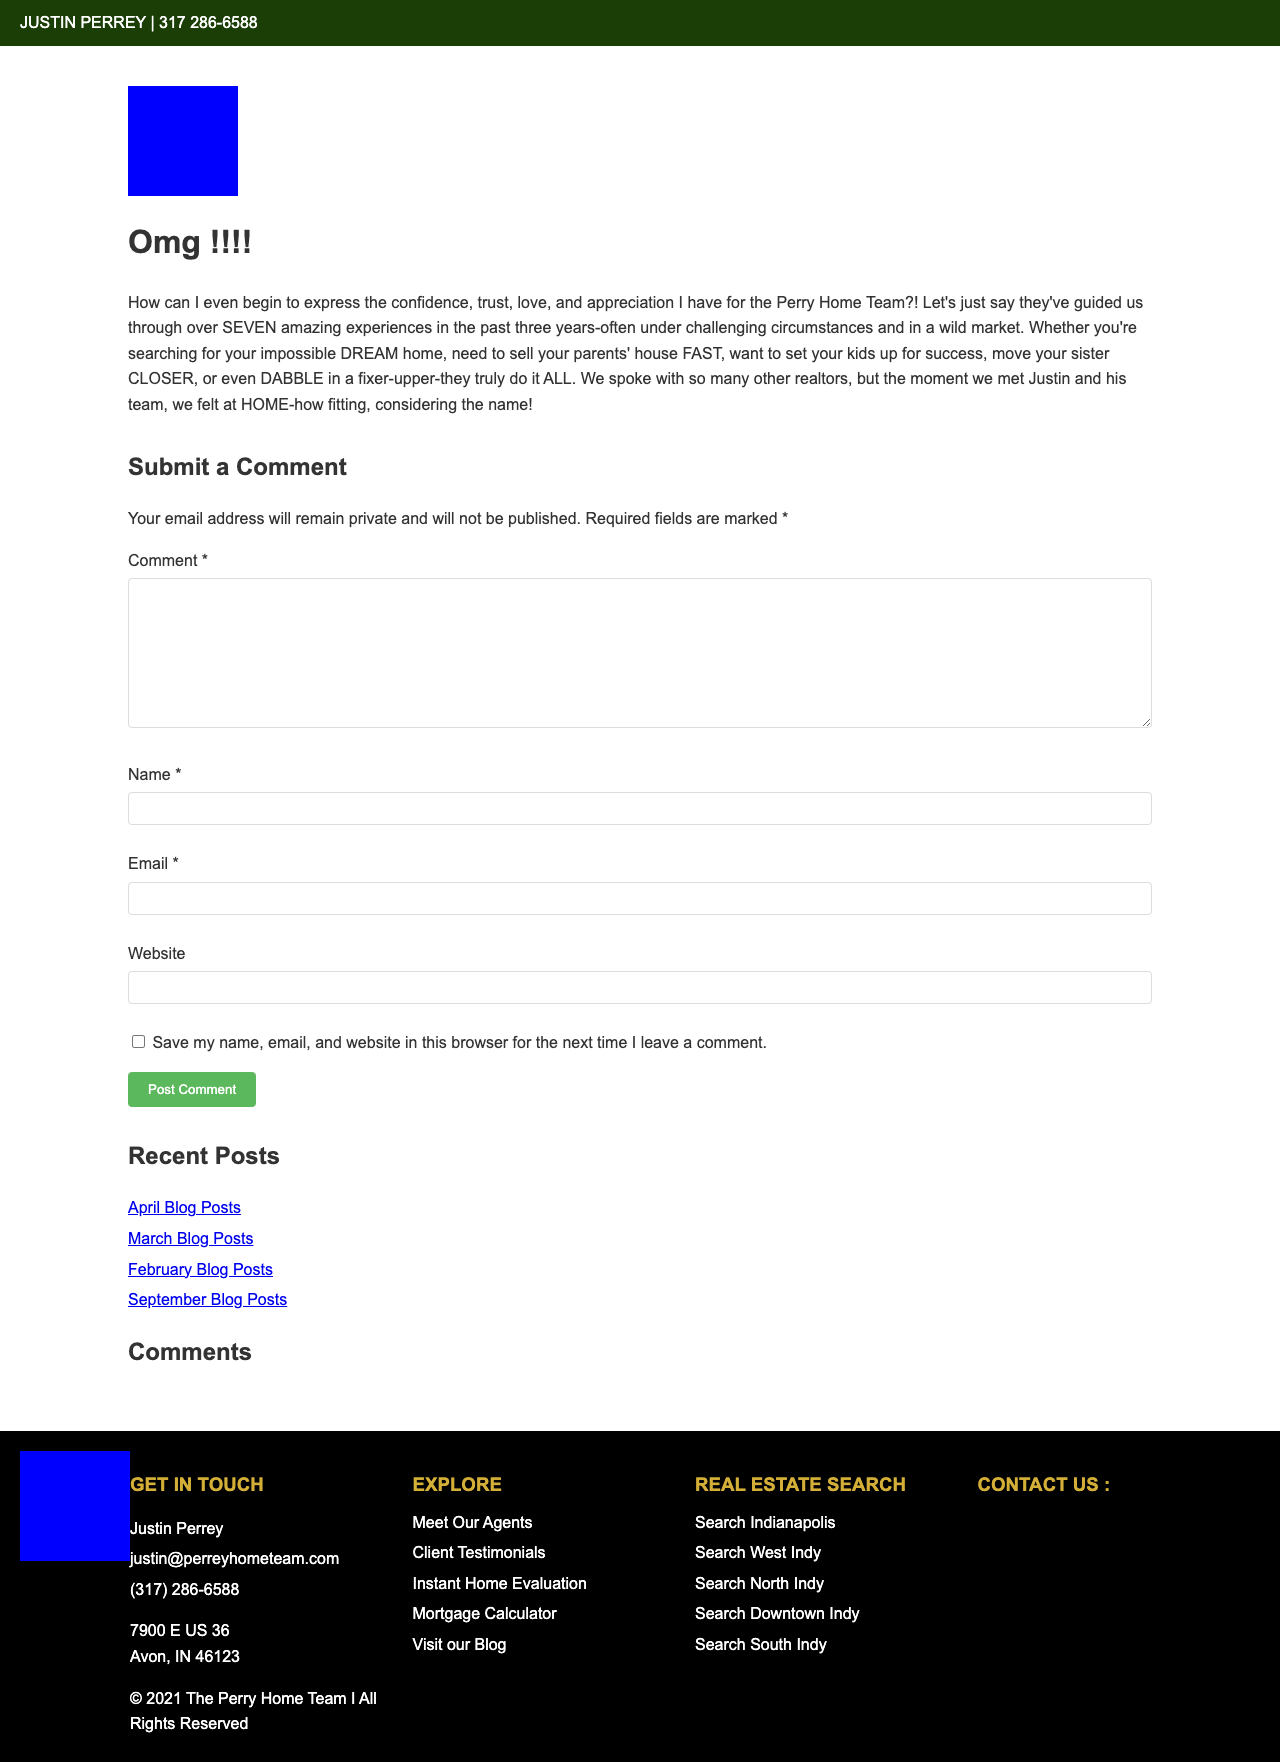 JUSTIN PERREY | 317 286-6588
Omg !!!!
How can I even begin to express the confidence, trust, love, and appreciation I have for the Perry Home Team?! Let's just say they've guided us
through over SEVEN amazing experiences in the past three years-often under challenging circumstances and in a wild market. Whether you're
searching for your impossible DREAM home, need to sell your parents' house FAST, want to set your kids up for success, move your sister
CLOSER, or even DABBLE in a fixer-upper-they truly do it ALL. We spoke with so many other realtors, but the moment we met Justin and his
team, we felt at HOME-how fitting, considering the name!
Submit a Comment
Your email address will remain private and will not be published. Required fields are marked *
Comment *
Name *
Email *
Website
Save my name, email, and website in this browser for the next time I leave a comment.
Post Comment
Recent Posts
April Blog Posts
March Blog Posts
February Blog Posts
September Blog Posts
Comments
GET IN TOUCH
Justin Perrey
justin@perreyhometeam.com
(317) 286-6588
7900 E US 36
Avon, IN 46123
© 2021 The Perry Home Team I All
Rights Reserved
EXPLORE
Meet Our Agents
Client Testimonials
Instant Home Evaluation
Mortgage Calculator
Visit our Blog
REAL ESTATE SEARCH
Search Indianapolis
Search West Indy
Search North Indy
Search Downtown Indy
Search South Indy
CONTACT US :